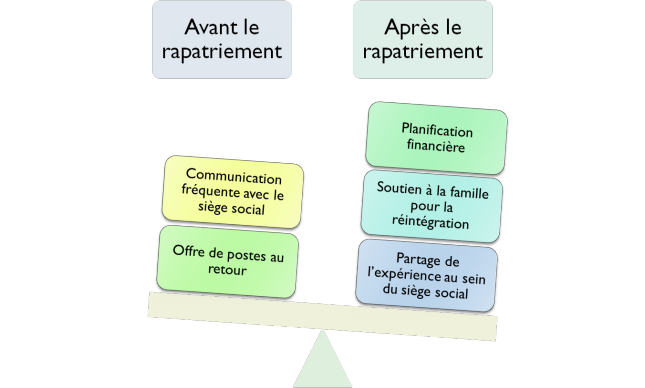 Avant le
rapatriement
Après le
rapatriement
Communication
fréquente avec le
siège social
Offre de postes au
retour
Planification
financière
Soutien à la famille
pour la
réintégration
Partage de
l’expérience au sein
du siège social